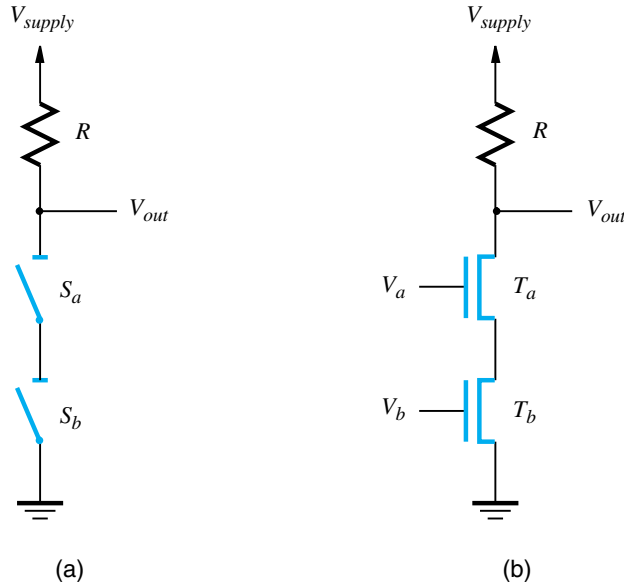 V_supply V_supply
R R
V_out V_out
S_a V_a T_a
S_b V_b T_b
(a) (b)